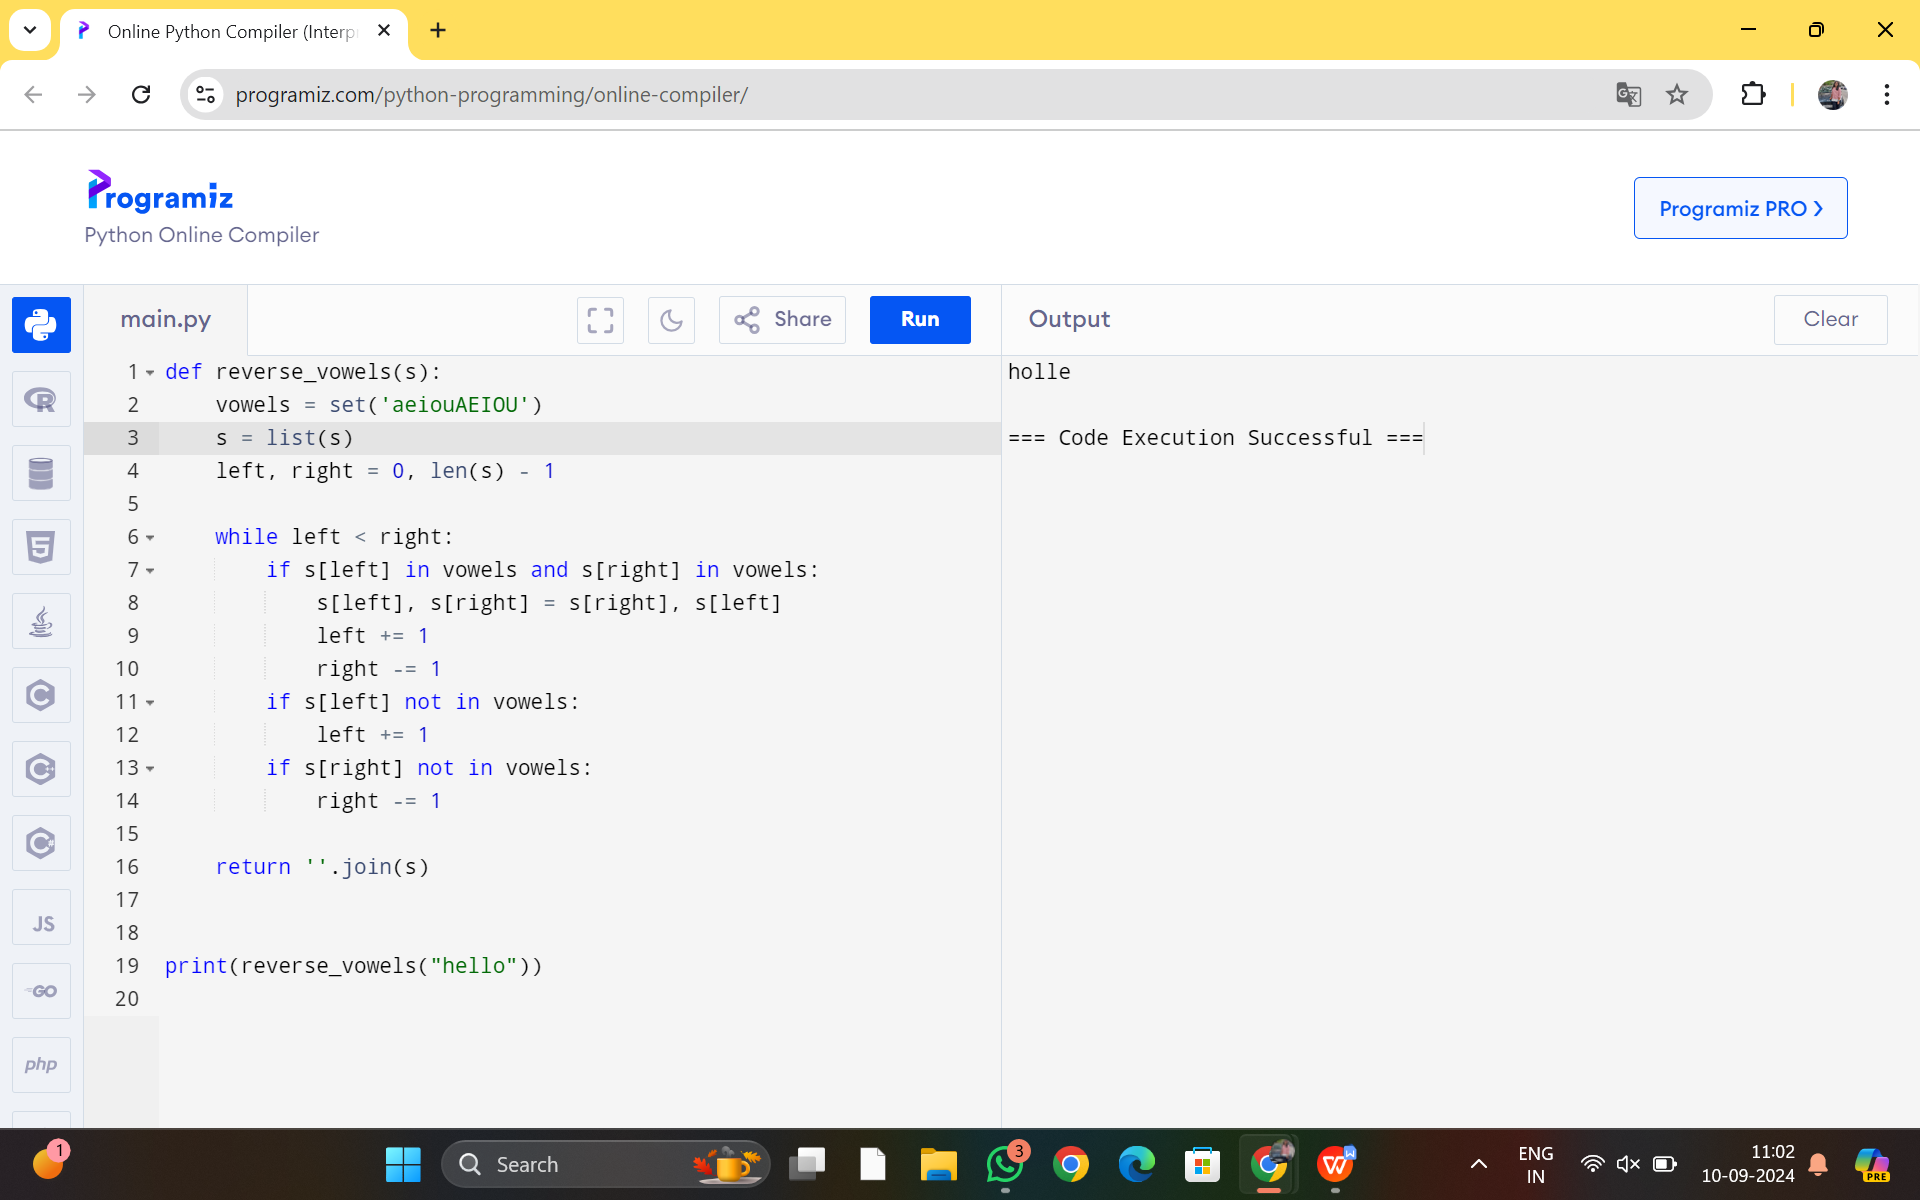 Online Python Compiler (Interp
programiz.com/python-programming/online-compiler/
Programiz
Python Online Compiler
Programiz PRO
main.py
Share
Run
Output
Clear
1 def reverse_vowels(s):
2     vowels = set('aeiouAEIOU')
3     s = list(s)
4     left, right = 0, len(s) - 1
5
6     while left < right:
7         if s[left] in vowels and s[right] in vowels:
8             s[left], s[right] = s[right], s[left]
9             left += 1
10             right -= 1
11         if s[left] not in vowels:
12             left += 1
13         if s[right] not in vowels:
14             right -= 1
15
16     return ''.join(s)
17
18
19 print(reverse_vowels("hello"))
20
holle
=== Code Execution Successful ===
R
5
C
C
C#
JS
GO
php
1
Search
3
W
W
ENG
IN
11:02
10-09-2024
PRE